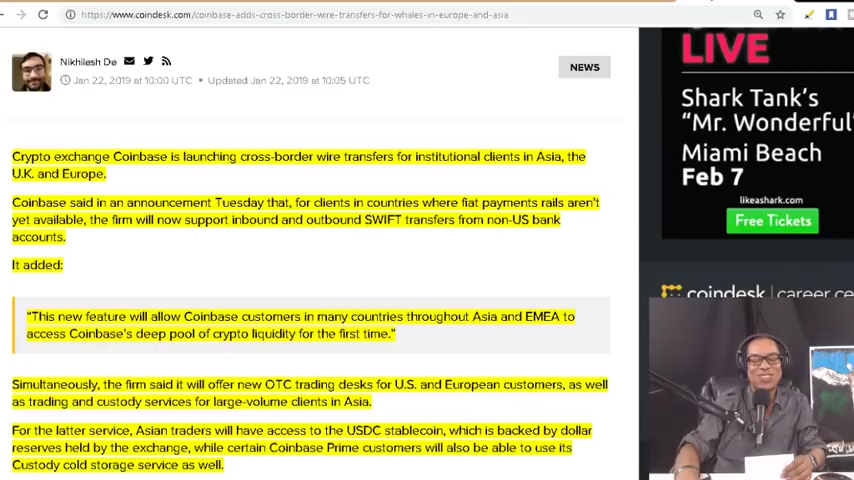 https://www.coindesk.com/coinbase-adds-cross-border-wire-transfers-for-whales-in-europe-and-asia
Nikhilesh De
Jan 22, 2019 at 10:00 UTC • Updated Jan 22, 2019 at 10:05 UTC
NEWS
Crypto exchange Coinbase is launching cross-border wire transfers for institutional clients in Asia, the
U.K. and Europe.
Coinbase said in an announcement Tuesday that, for clients in countries where fiat payments rails aren't
yet available, the firm will now support inbound and outbound SWIFT transfers from non-US bank
accounts.
It added:
“This new feature will allow Coinbase customers in many countries throughout Asia and EMEA to
access Coinbase’s deep pool of crypto liquidity for the first time.”
Simultaneously, the firm said it will offer new OTC trading desks for U.S. and European customers, as well
as trading and custody services for large-volume clients in Asia.
For the latter service, Asian traders will have access to the USDC stablecoin, which is backed by dollar
reserves held by the exchange, while certain Coinbase Prime customers will also be able to use its
Custody cold storage service as well.
LIVE
Shark Tank's
"Mr. Wonderful"
Miami Beach
Feb 7
likeashark.com
Free Tickets
coindesk | career ce